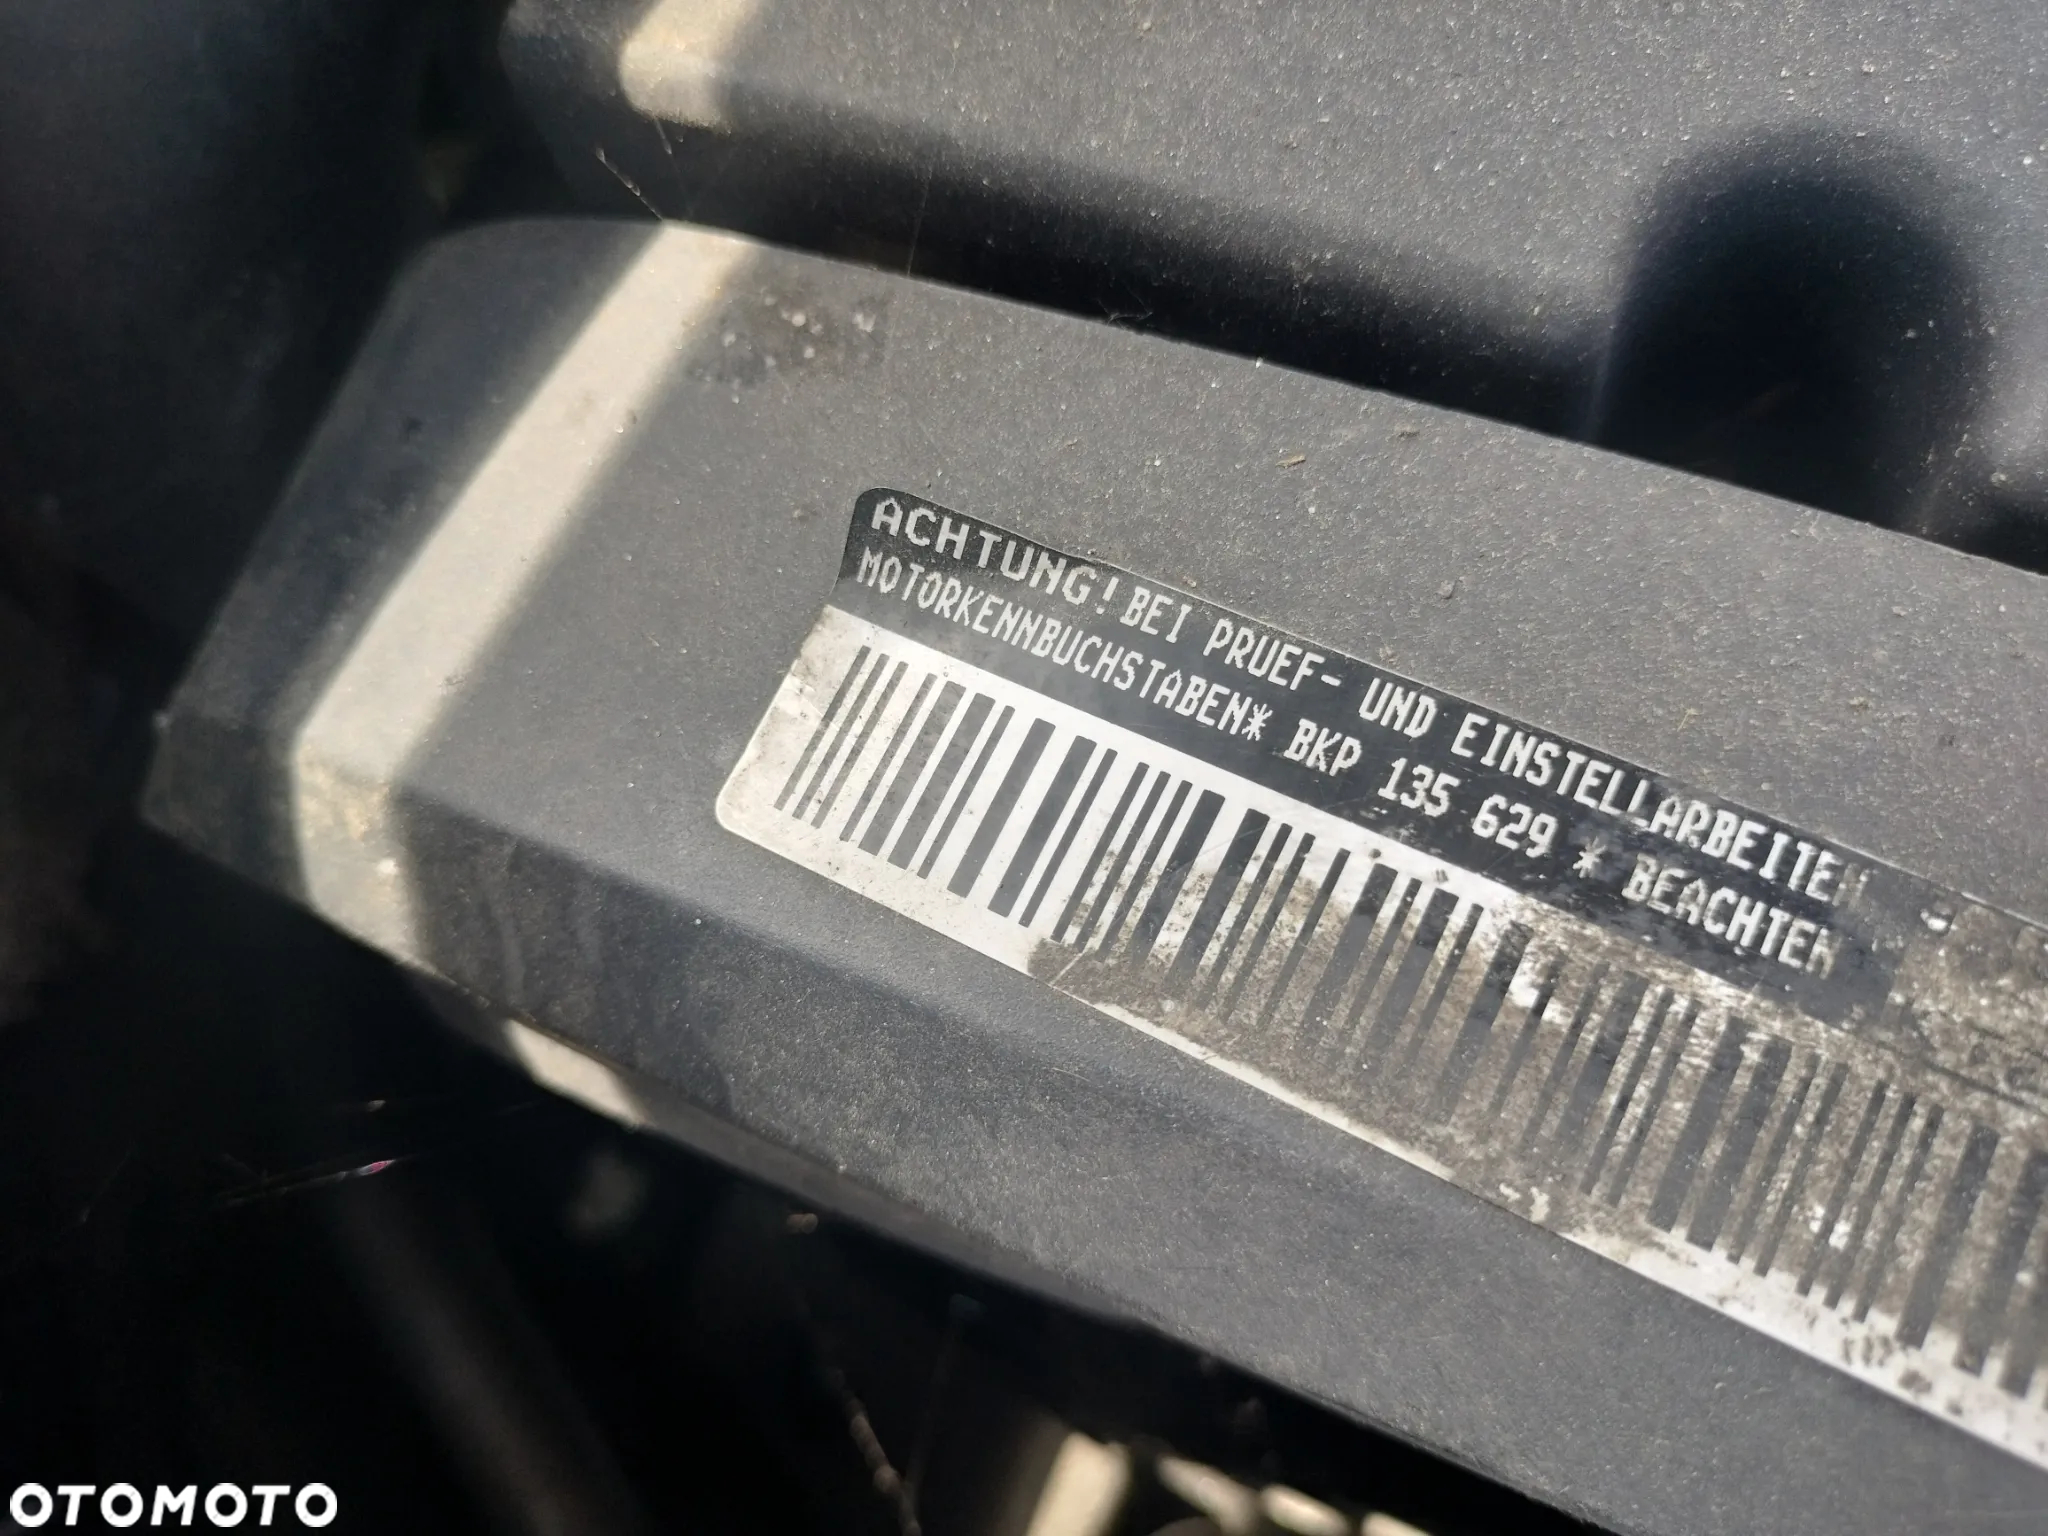 ACHTUNG! BEI PRUEF- UND EINSTELLARBEITEN
MOTORKENNBUCHSTABEN* BKP 135 629 * BEACHTEN
OTOMOTO